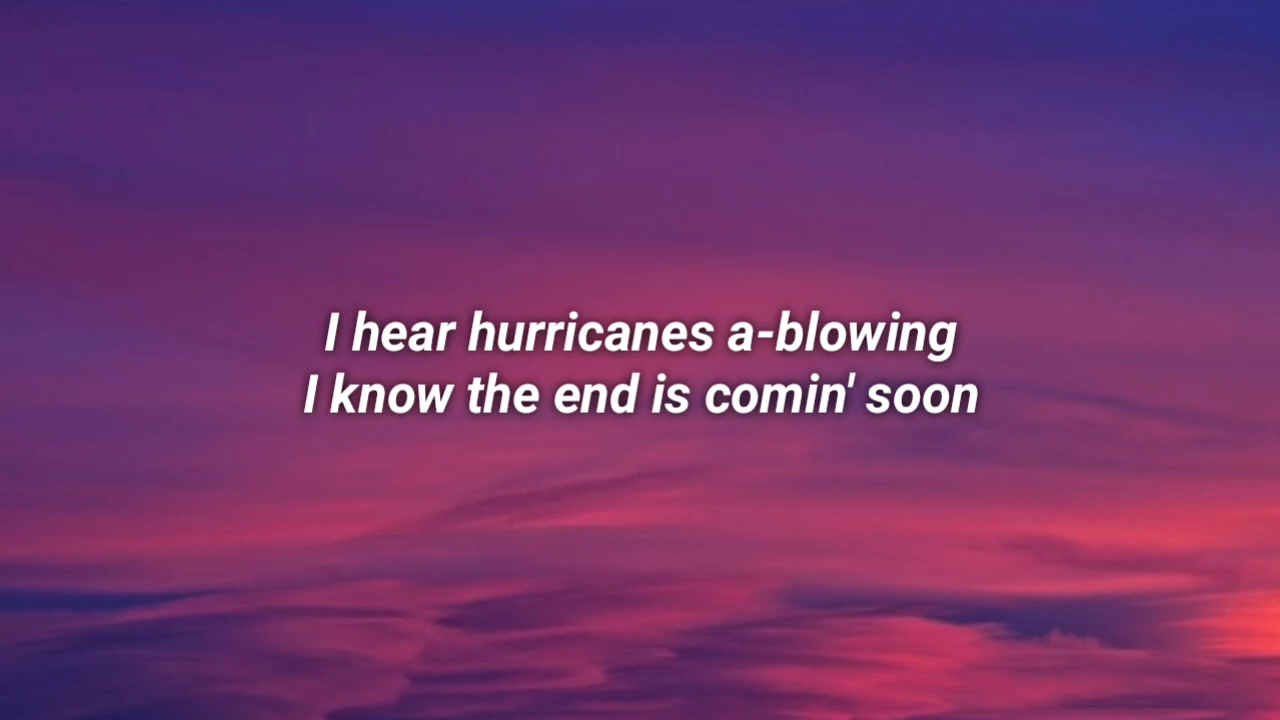 I hear hurricanes a-blowing
I know the end is comin' soon